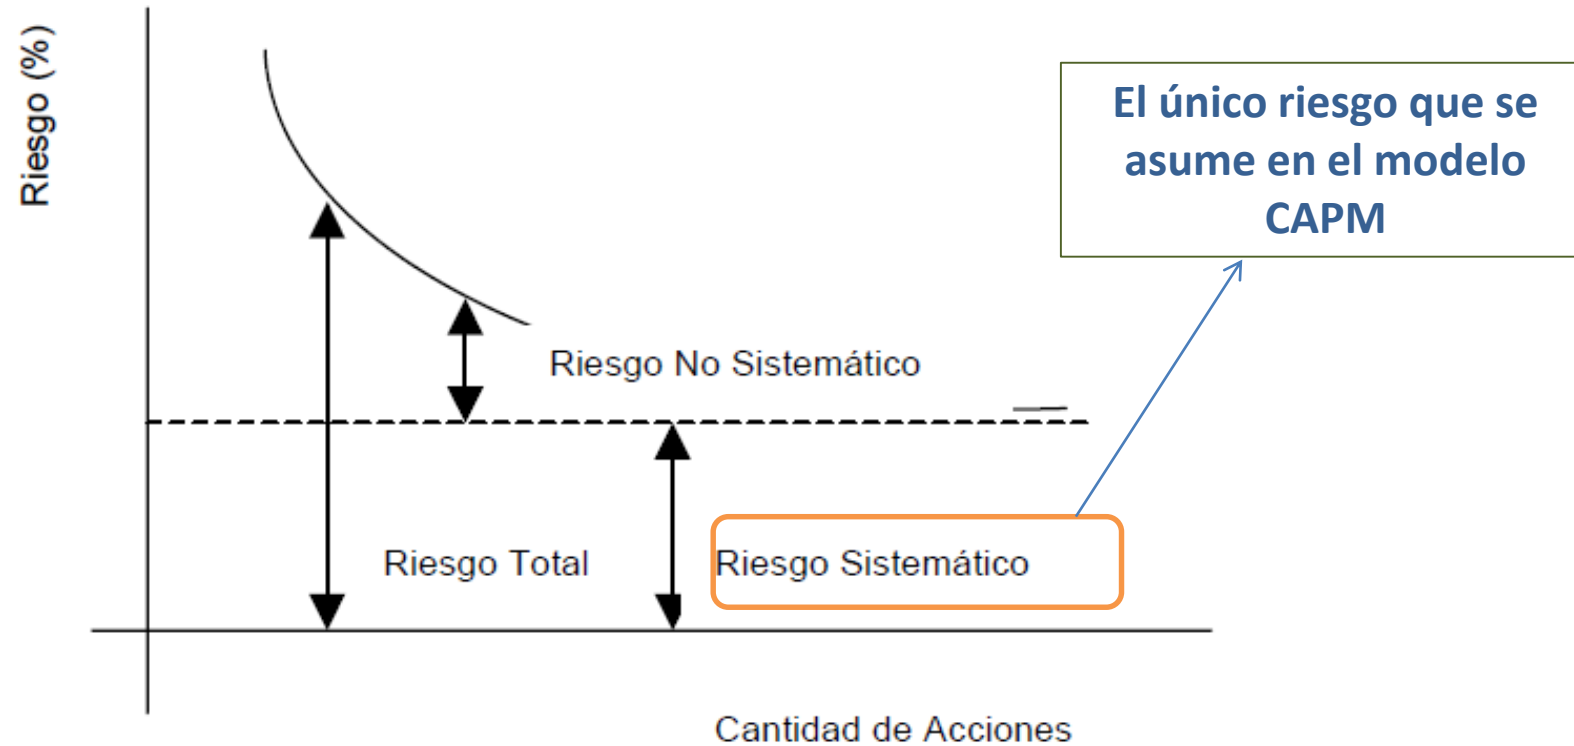 Riesgo (%)
El único riesgo que se
asume en el modelo
CAPM
Riesgo No Sistemático
Riesgo Total
Riesgo Sistemático
Cantidad de Acciones